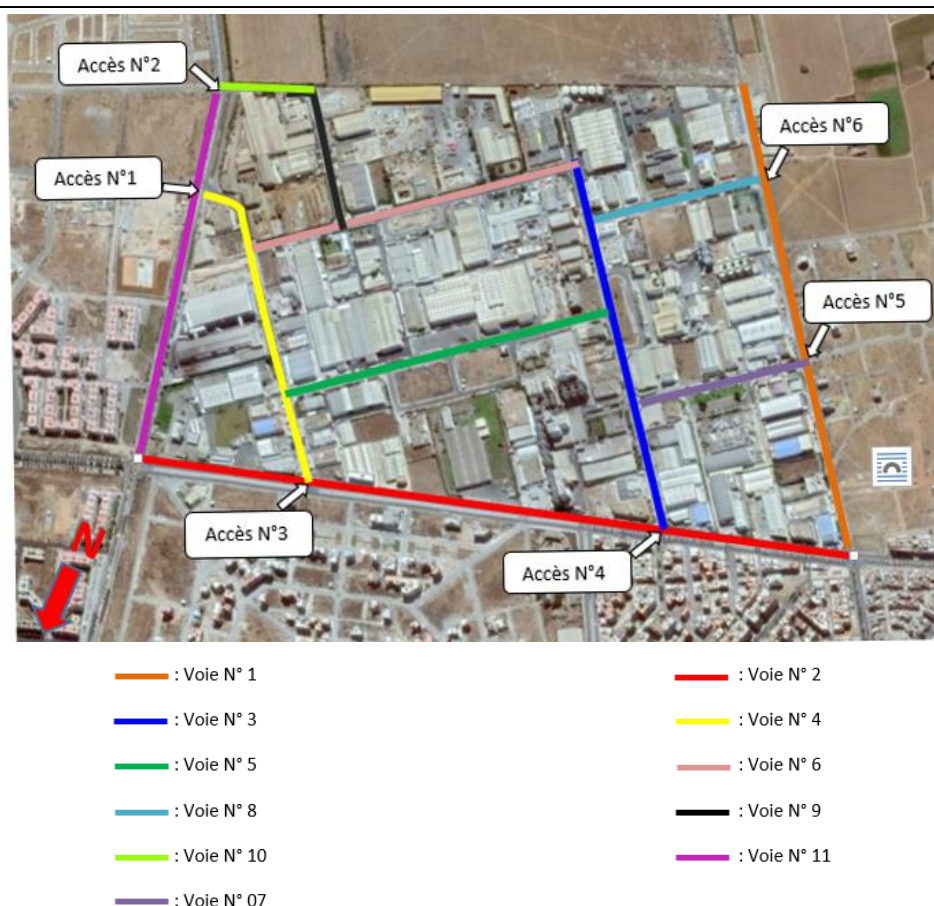 Accès N°2
Accès N°6
Accès N°1
Accès N°5
Accès N°3
Accès N°4
N
: Voie N° 1
: Voie N° 2
: Voie N° 3
: Voie N° 4
: Voie N° 5
: Voie N° 6
: Voie N° 8
: Voie N° 9
: Voie N° 10
: Voie N° 11
: Voie N° 07